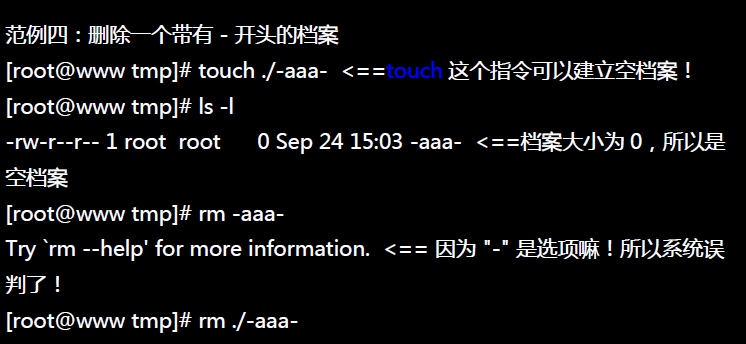 范例四：删除一个带有 - 开头的档案
[root@www tmp]# touch ./-aaa-  <==touch 这个指令可以建立空档案！
[root@www tmp]# ls -l
-rw-r--r-- 1 root  root      0 Sep 24 15:03 -aaa-  <==档案大小为 0，所以是
空档案
[root@www tmp]# rm -aaa-
Try `rm --help' for more information.  <== 因为 "-" 是选项嘛！所以系统误
判了！
[root@www tmp]# rm ./-aaa-